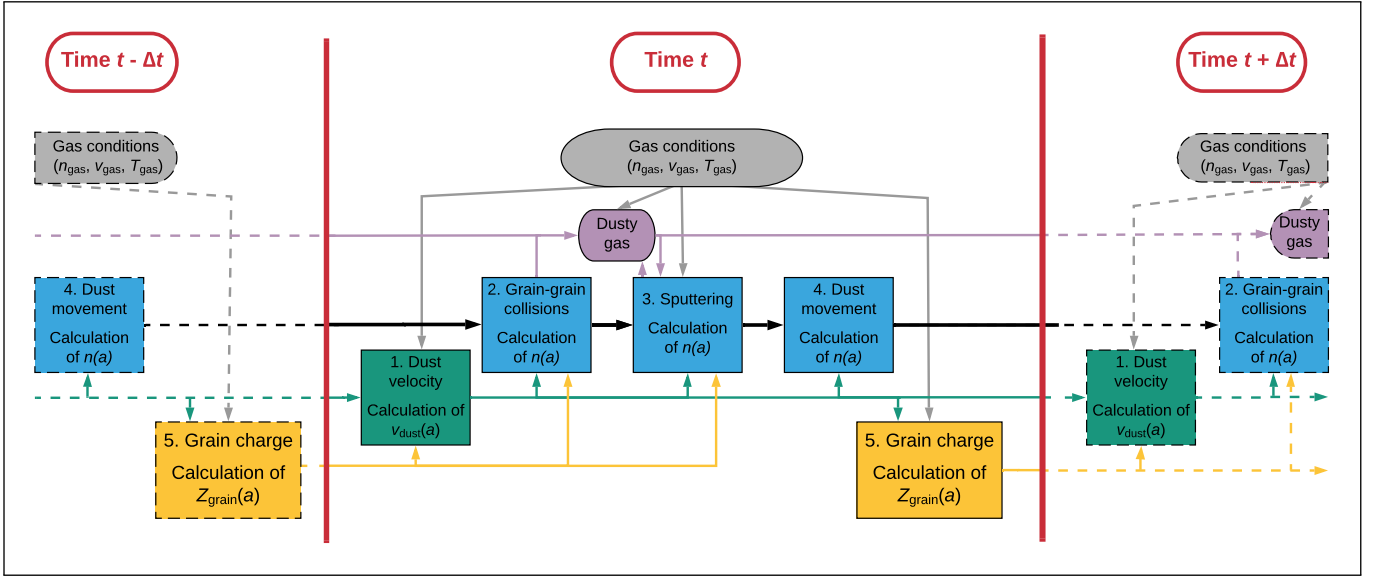 Time t - Δt
Time t
Time t + Δt
Gas conditions
(ngas, vgas, Tgas)
Gas conditions
(ngas, vgas, Tgas)
Gas conditions
(ngas, vgas, Tgas)
Dusty
gas
Dusty
gas
4. Dust
movement
Calculation
of n(a)
2. Grain-grain
collisions
Calculation
of n(a)
3. Sputtering
Calculation
of n(a)
4. Dust
movement
Calculation
of n(a)
2. Grain-grain
collisions
Calculation
of n(a)
1. Dust
velocity
Calculation of
vdust(a)
1. Dust
velocity
Calculation of
vdust(a)
5. Grain charge
Calculation of
Zgrain(a)
5. Grain charge
Calculation of
Zgrain(a)